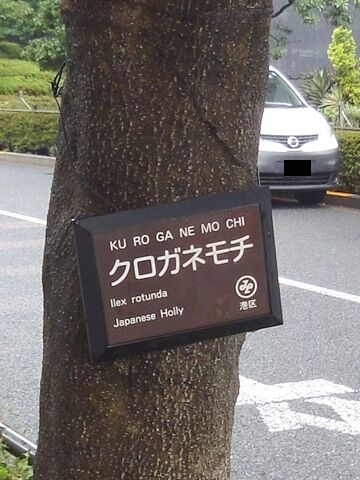 KU RO GA NE MO CHI
クロガネモチ
Ilex rotunda
Japanese Holly
港区